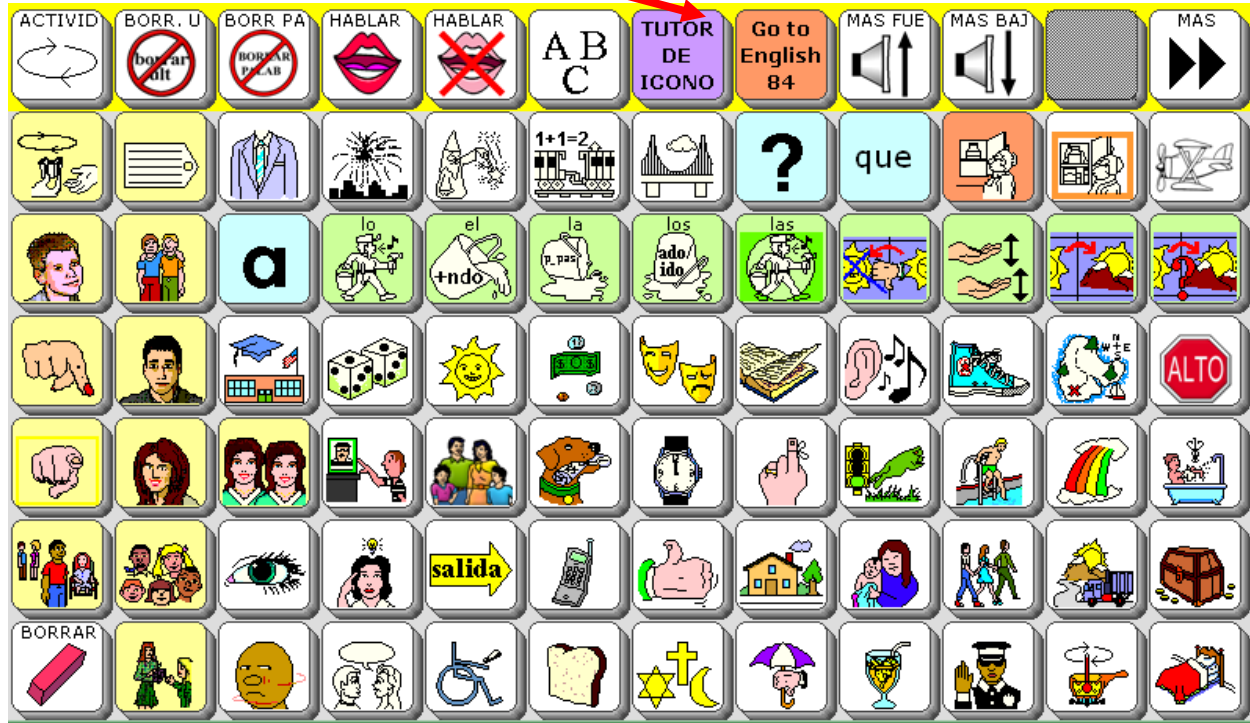 ACTIVID
BORR. U
borrar
ult
BORR PA
BORRAR
PALAB
HABLAR
HABLAR
A B
C
TUTOR
DE
ICONO
Go to
English
84
MAS FUE
MAS BAJ
MAS
1+1=2
?
que
a
lo
el
+ndo
la
p_pas
los
ado/
ido
las
?
N
W + E
S
ALTO
salida
BORRAR